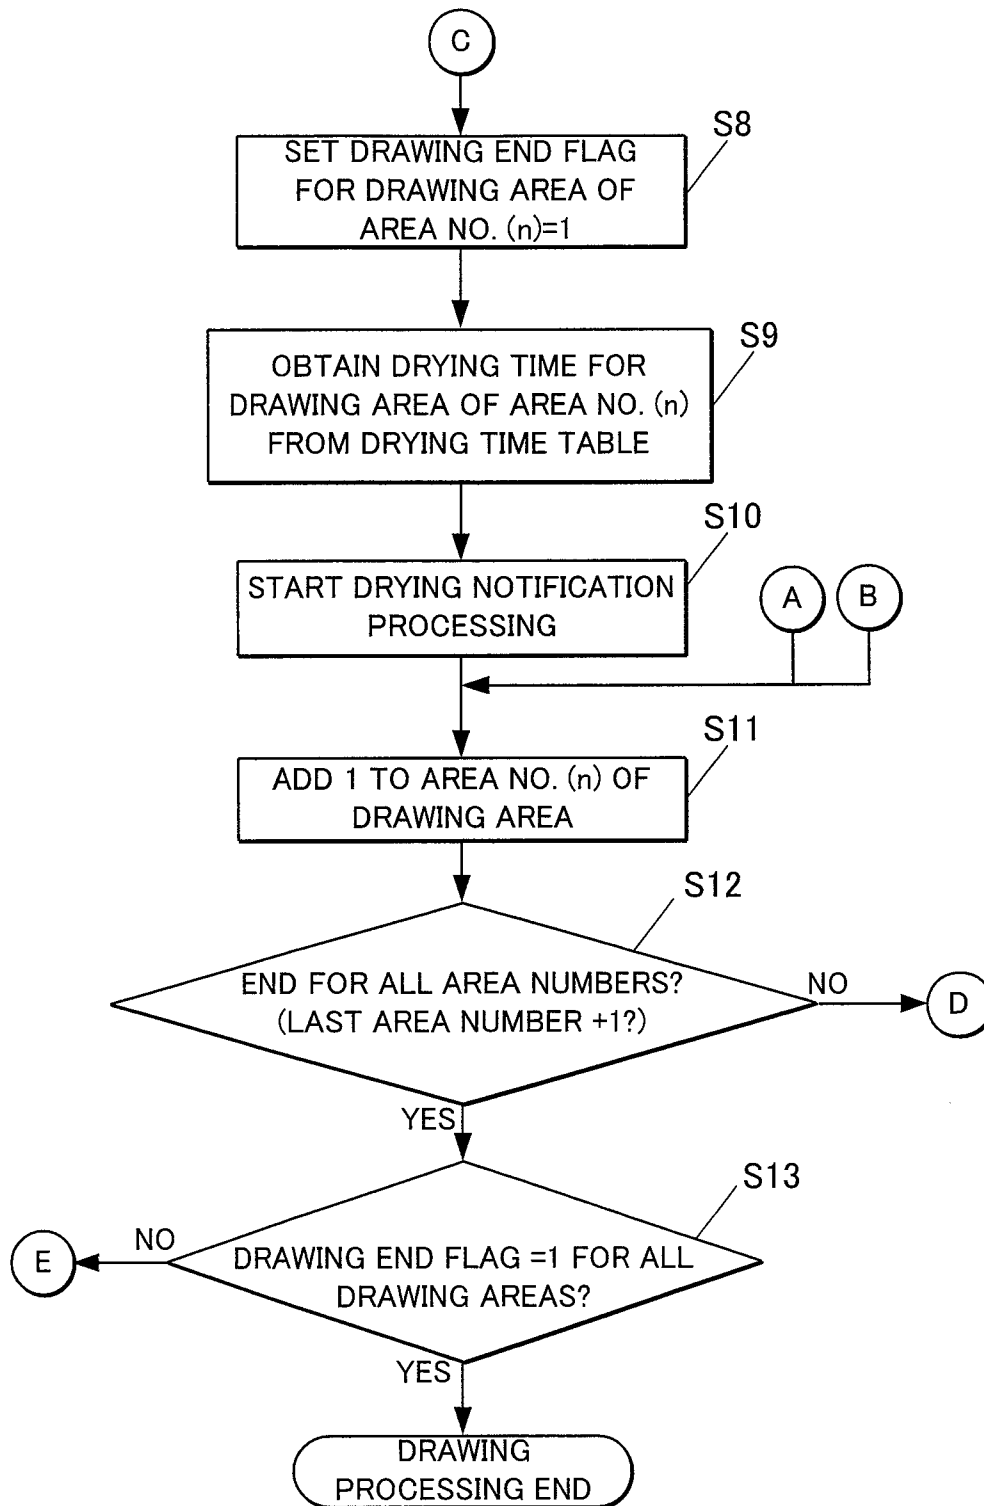 C
S8
SET DRAWING END FLAG
FOR DRAWING AREA OF
AREA NO. (n)=1
S9
OBTAIN DRYING TIME FOR
DRAWING AREA OF AREA NO. (n)
FROM DRYING TIME TABLE
S10
START DRYING NOTIFICATION
PROCESSING
A
B
S11
ADD 1 TO AREA NO. (n) OF
DRAWING AREA
S12
END FOR ALL AREA NUMBERS?
(LAST AREA NUMBER +1?)
NO
D
YES
S13
DRAWING END FLAG =1 FOR ALL
DRAWING AREAS?
NO
E
YES
DRAWING
PROCESSING END